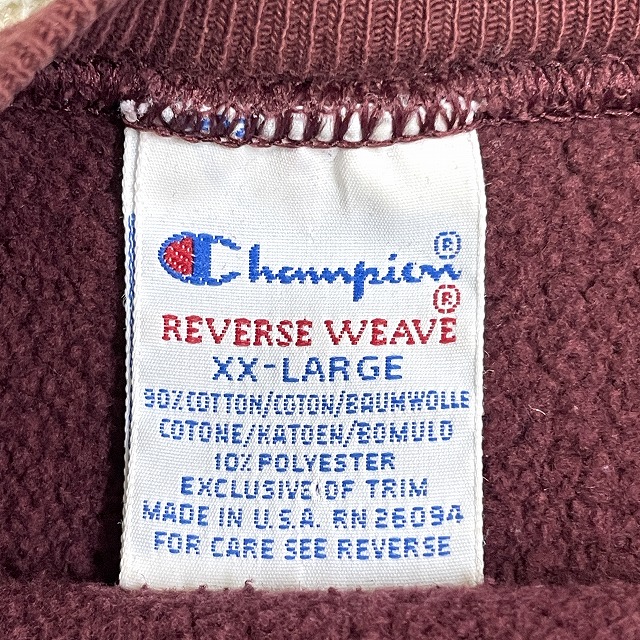 Champion®
REVERSE WEAVE®
XX-LARGE
90% COTTON/COTON/BAUMWOLLE
COTONE/KATOEN/BOMULD
10% POLYESTER
EXCLUSIVE OF TRIM
MADE IN U.S.A. RN 26094
FOR CARE SEE REVERSE